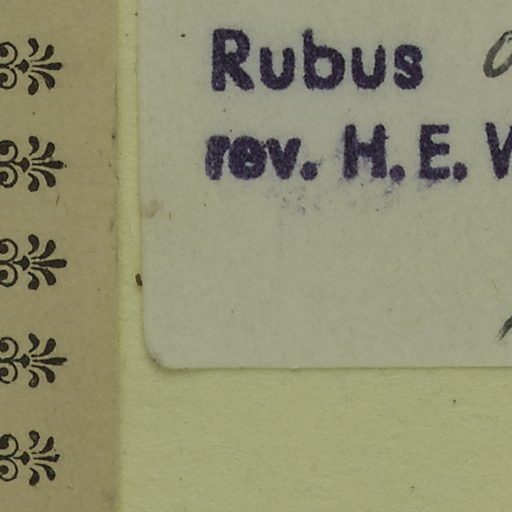 Rubus
rev. H. E.